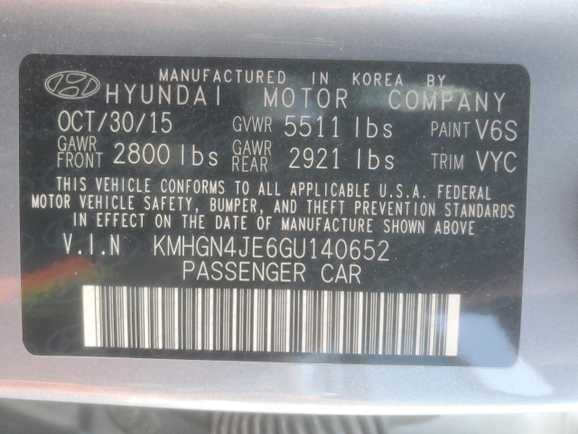 MANUFACTURED IN KOREA BY
HYUNDAI MOTOR COMPANY
OCT/30/15 GVWR 5511 lbs PAINT V6S
GAWR FRONT 2800 lbs GAWR REAR 2921 lbs TRIM VYC
THIS VEHICLE CONFORMS TO ALL APPLICABLE U.S.A. FEDERAL
MOTOR VEHICLE SAFETY, BUMPER, AND THEFT PREVENTION STANDARDS
IN EFFECT ON THE DATE OF MANUFACTURE SHOWN ABOVE
V.I.N KMHGN4JE6GU140652
PASSENGER CAR